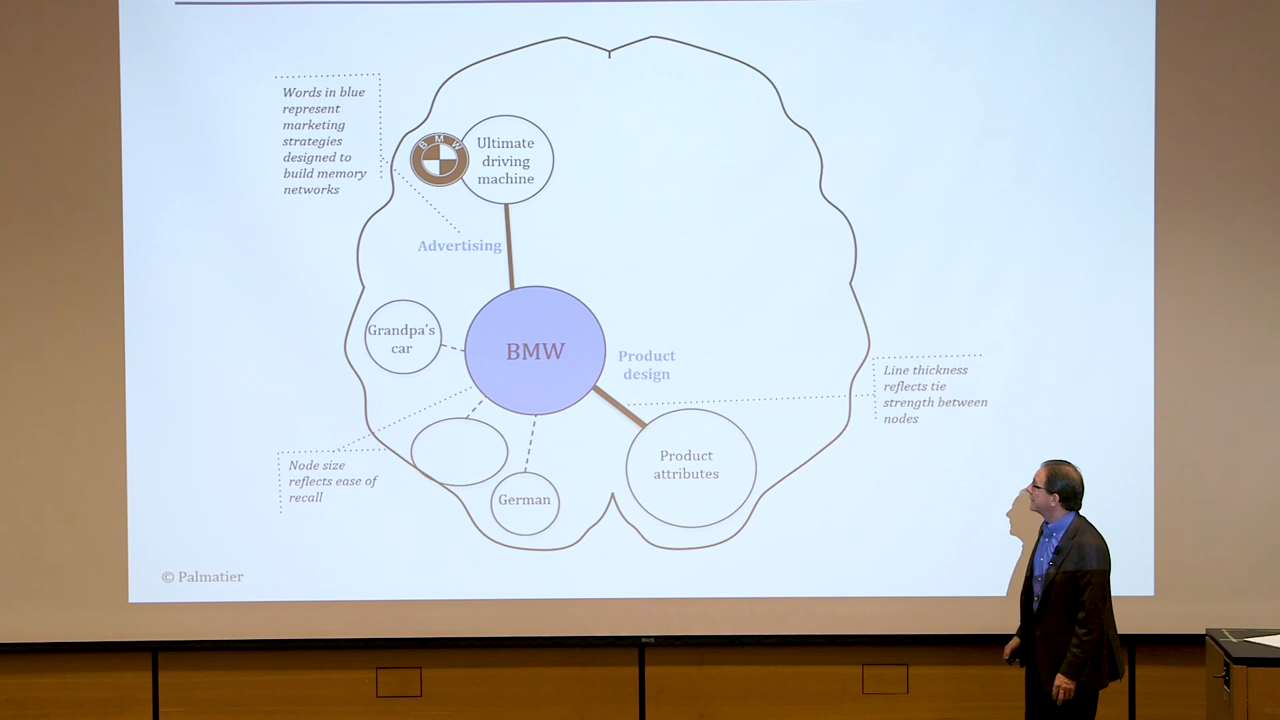 Words in blue
represent
marketing
strategies
designed to
build memory
networks
BMW
Ultimate
driving
machine
Advertising
Grandpa's
car
BMW
Product
design
Line thickness
reflects tie
strength between
nodes
Product
attributes
Node size
reflects ease of
recall
German
© Palmatier